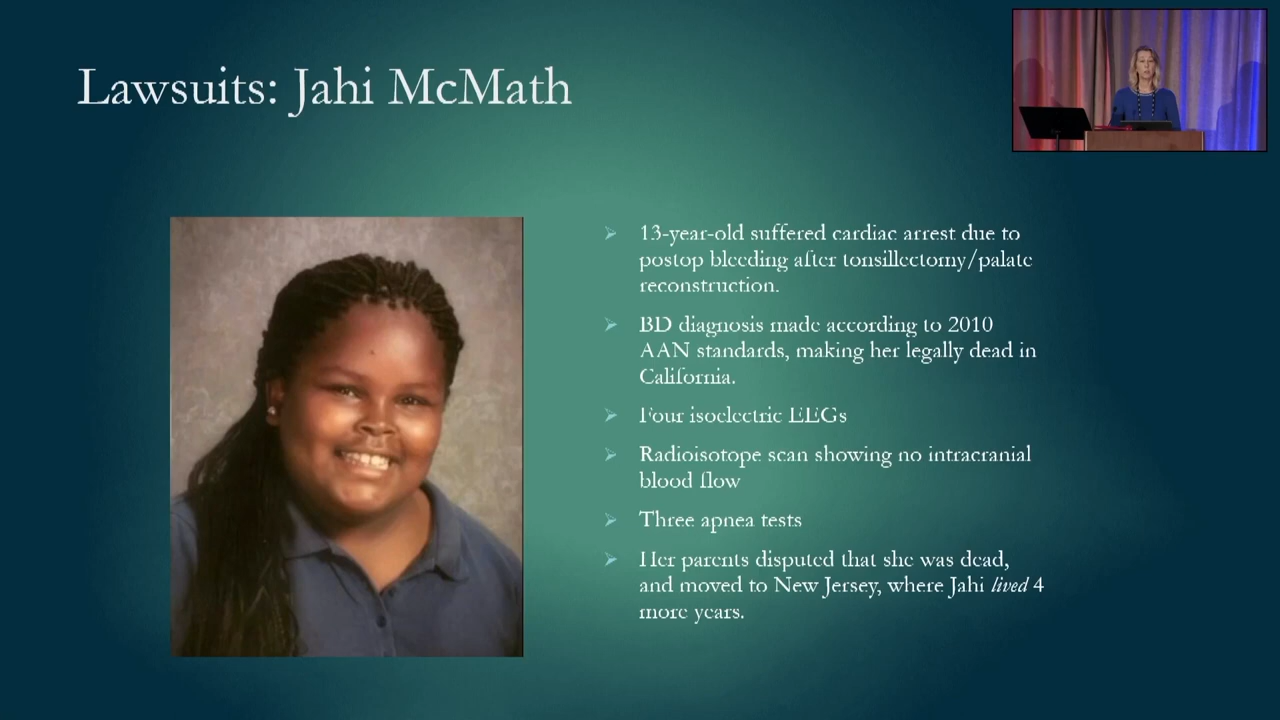 Lawsuits: Jahi McMath
13-year-old suffered cardiac arrest due to
postop bleeding after tonsillectomy/palate
reconstruction.
BD diagnosis made according to 2010
AAN standards, making her legally dead in
California.
Four isoelectric EEGs
Radioisotope scan showing no intracranial
blood flow
Three apnea tests
Her parents disputed that she was dead,
and moved to New Jersey, where Jahi lived 4
more years.